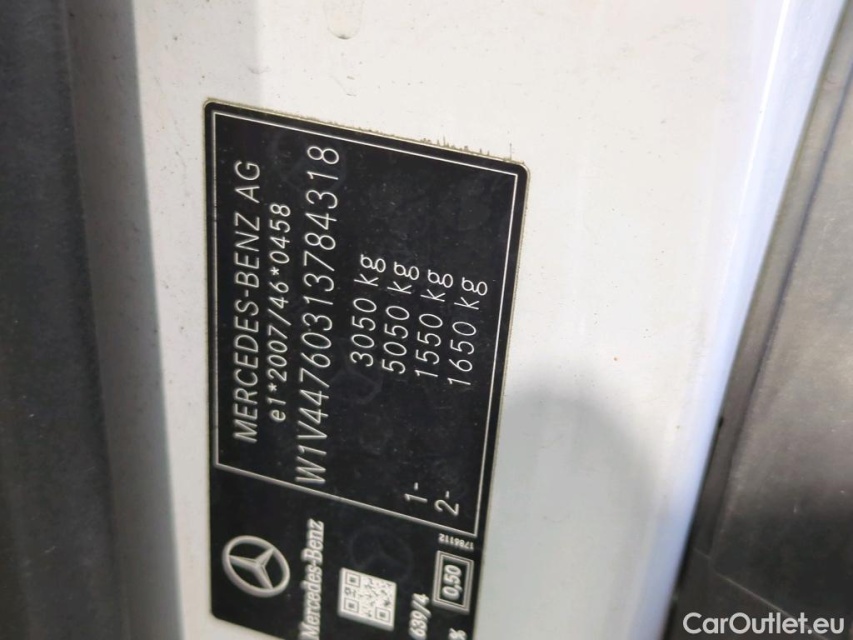 MERCEDES-BENZ AG
e1*2007/46*0458
W1V44760313784318
3050 kg
5050 kg
1- 1550 kg
2- 1650 kg
Mercedes-Benz
1786112
639/4
0,50
CarOutlet.eu